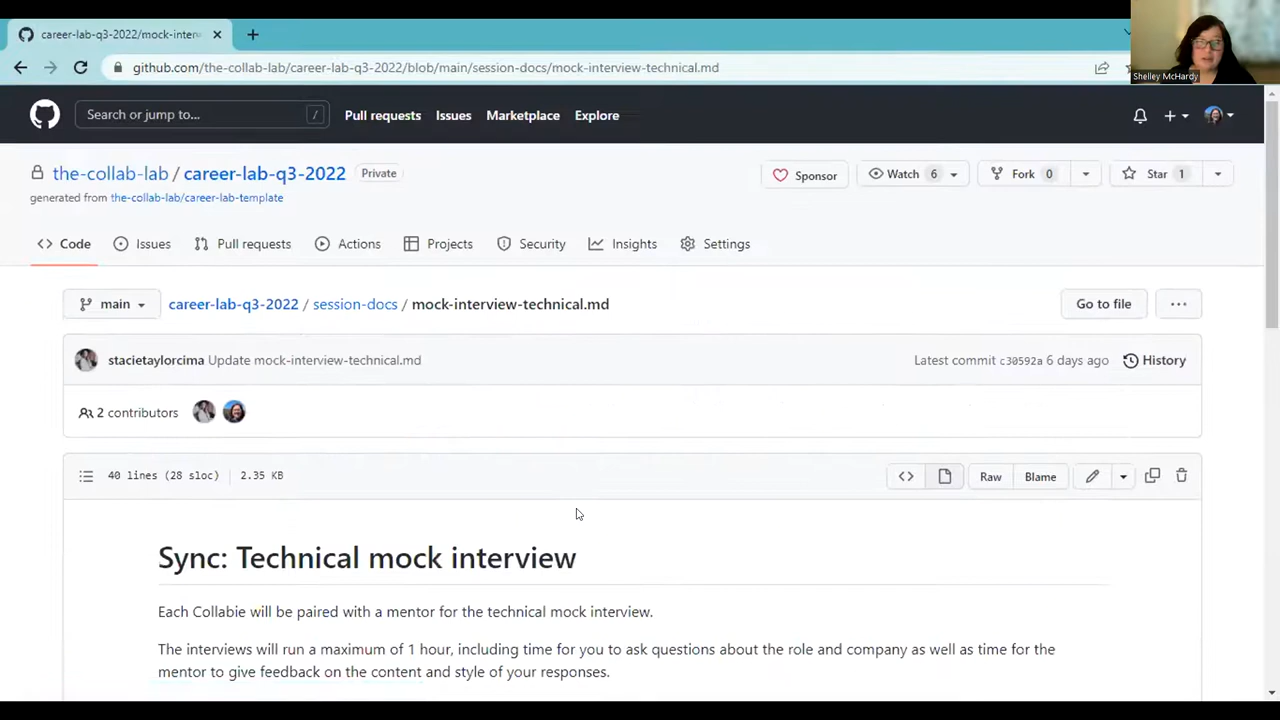 career-lab-q3-2022/mock-inter
github.com/the-collab-lab/career-lab-q3-2022/blob/main/session-docs/mock-interview-technical.md
Shelley McHardy
Search or jump to... /
Pull requests Issues Marketplace Explore
the-collab-lab / career-lab-q3-2022 Private
generated from the-collab-lab/career-lab-template
Sponsor Watch 6 Fork 0 Star 1
Code Issues Pull requests Actions Projects Security Insights Settings
main career-lab-q3-2022 / session-docs / mock-interview-technical.md Go to file ...
stacietaylorcima Update mock-interview-technical.md Latest commit c30592a 6 days ago History
2 contributors
40 lines (28 sloc) 2.35 KB Raw Blame
Sync: Technical mock interview
Each Collabie will be paired with a mentor for the technical mock interview.
The interviews will run a maximum of 1 hour, including time for you to ask questions about the role and company as well as time for the
mentor to give feedback on the content and style of your responses.